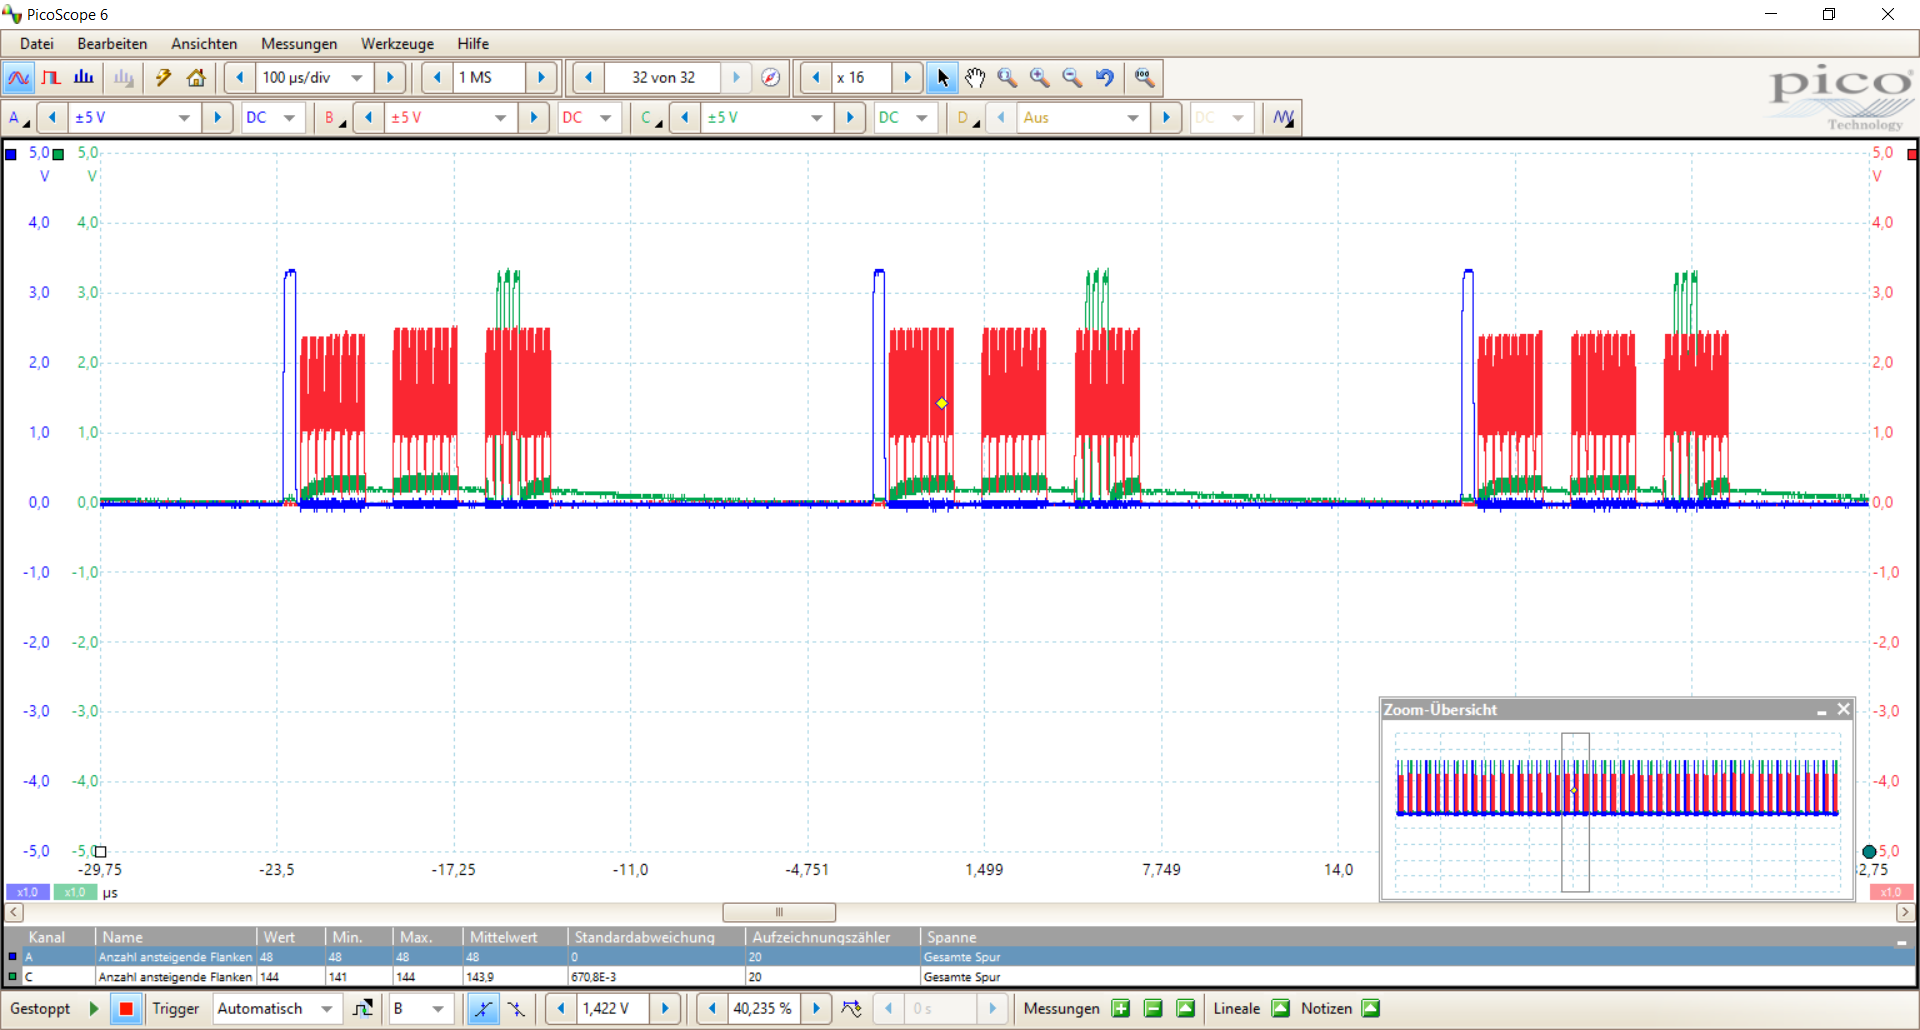 PicoScope 6
Datei Bearbeiten Ansichten Messungen Werkzeuge Hilfe
100 µs/div 1 MS 32 von 32 x 16
pico
Technology
A ±5 V DC B ±5 V DC C ±5 V DC D Aus DC
5,0 5,0 5,0
V V V
4,0 4,0 4,0
3,0 3,0 3,0
2,0 2,0 2,0
1,0 1,0 1,0
0,0 0,0 0,0
-1,0 -1,0 -1,0
-2,0 -2,0 -2,0
-3,0 -3,0 -3,0
Zoom-Übersicht
-4,0 -4,0 -4,0
-5,0 -5,0 5,0
-29,75 -23,5 -17,25 -11,0 -4,751 1,499 7,749 14,0 2,75
x1,0 x1,0 µs x1,0
Kanal Name Wert Min. Max. Mittelwert Standardabweichung Aufzeichnungszähler Spanne
A Anzahl ansteigende Flanken 48 48 48 48 0 20 Gesamte Spur
C Anzahl ansteigende Flanken 144 141 144 143,9 670,8E-3 20 Gesamte Spur
Gestoppt Trigger Automatisch B 1,422 V 40,235 % 0 s Messungen Lineale Notizen